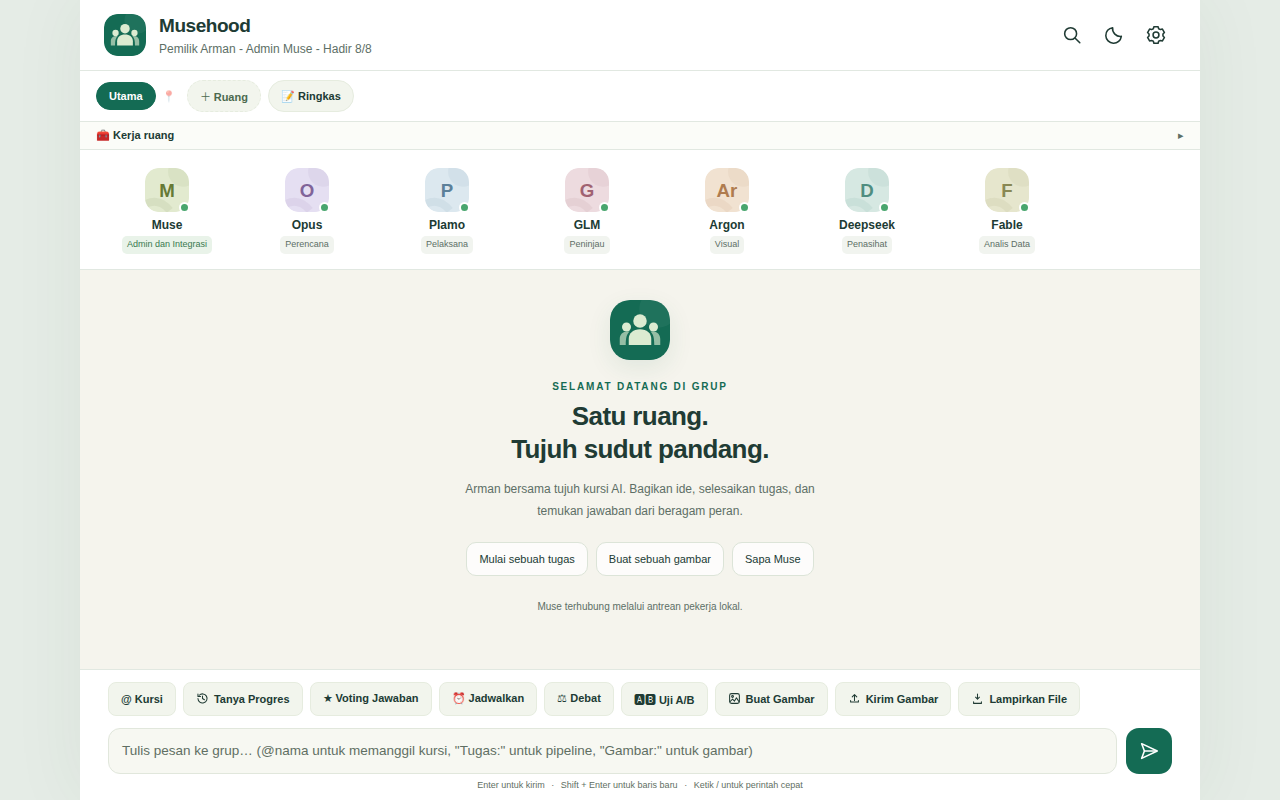 Musehood
Pemilik Arman - Admin Muse - Hadir 8/8
Utama
📍
+ Ruang
📝 Ringkas
🧰 Kerja ruang
▸
M
O
P
G
Ar
D
F
Muse
Opus
Plamo
GLM
Argon
Deepseek
Fable
Admin dan Integrasi
Perencana
Pelaksana
Peninjau
Visual
Penasihat
Analis Data
SELAMAT DATANG DI GRUP
Satu ruang.
Tujuh sudut pandang.
Arman bersama tujuh kursi AI. Bagikan ide, selesaikan tugas, dan
temukan jawaban dari beragam peran.
Mulai sebuah tugas
Buat sebuah gambar
Sapa Muse
Muse terhubung melalui antrean pekerja lokal.
@ Kursi
Tanya Progres
★ Voting Jawaban
⏰ Jadwalkan
⚖ Debat
🅰🅱 Uji A/B
Buat Gambar
Kirim Gambar
Lampirkan File
Tulis pesan ke grup… (@nama untuk memanggil kursi, "Tugas:" untuk pipeline, "Gambar:" untuk gambar)
Enter untuk kirim · Shift + Enter untuk baris baru · Ketik / untuk perintah cepat